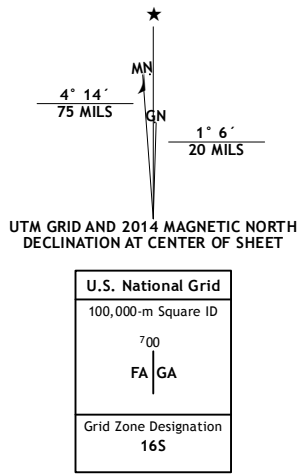 MN
4° 14´
75 MILS
GN
1° 6´
20 MILS
UTM GRID AND 2014 MAGNETIC NORTH
DECLINATION AT CENTER OF SHEET
U.S. National Grid
100,000-m Square ID
⁷00
FA GA
Grid Zone Designation
16S